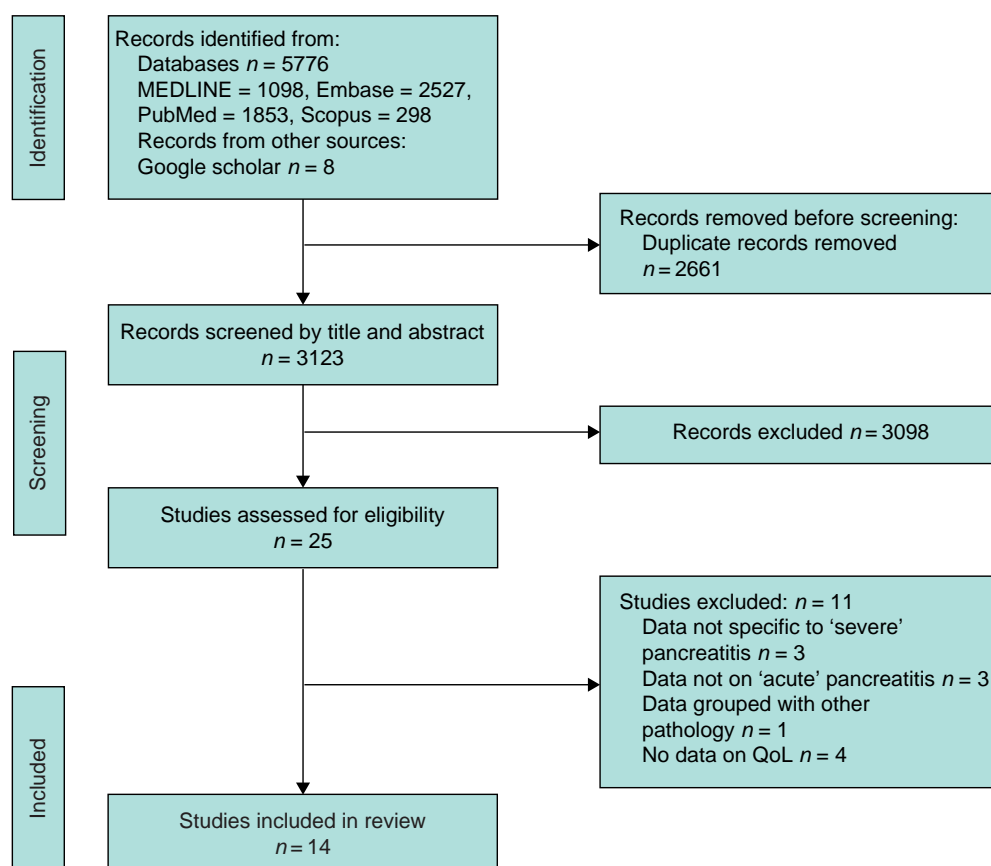 Identification
Records identified from:
Databases n = 5776
MEDLINE = 1098, Embase = 2527,
PubMed = 1853, Scopus = 298
Records from other sources:
Google scholar n = 8
Records removed before screening:
Duplicate records removed
n = 2661
Screening
Records screened by title and abstract
n = 3123
Records excluded n = 3098
Studies assessed for eligibility
n = 25
Studies excluded: n = 11
Data not specific to ‘severe’
pancreatitis n = 3
Data not on ‘acute’ pancreatitis n = 3
Data grouped with other
pathology n = 1
No data on QoL n = 4
Included
Studies included in review
n = 14